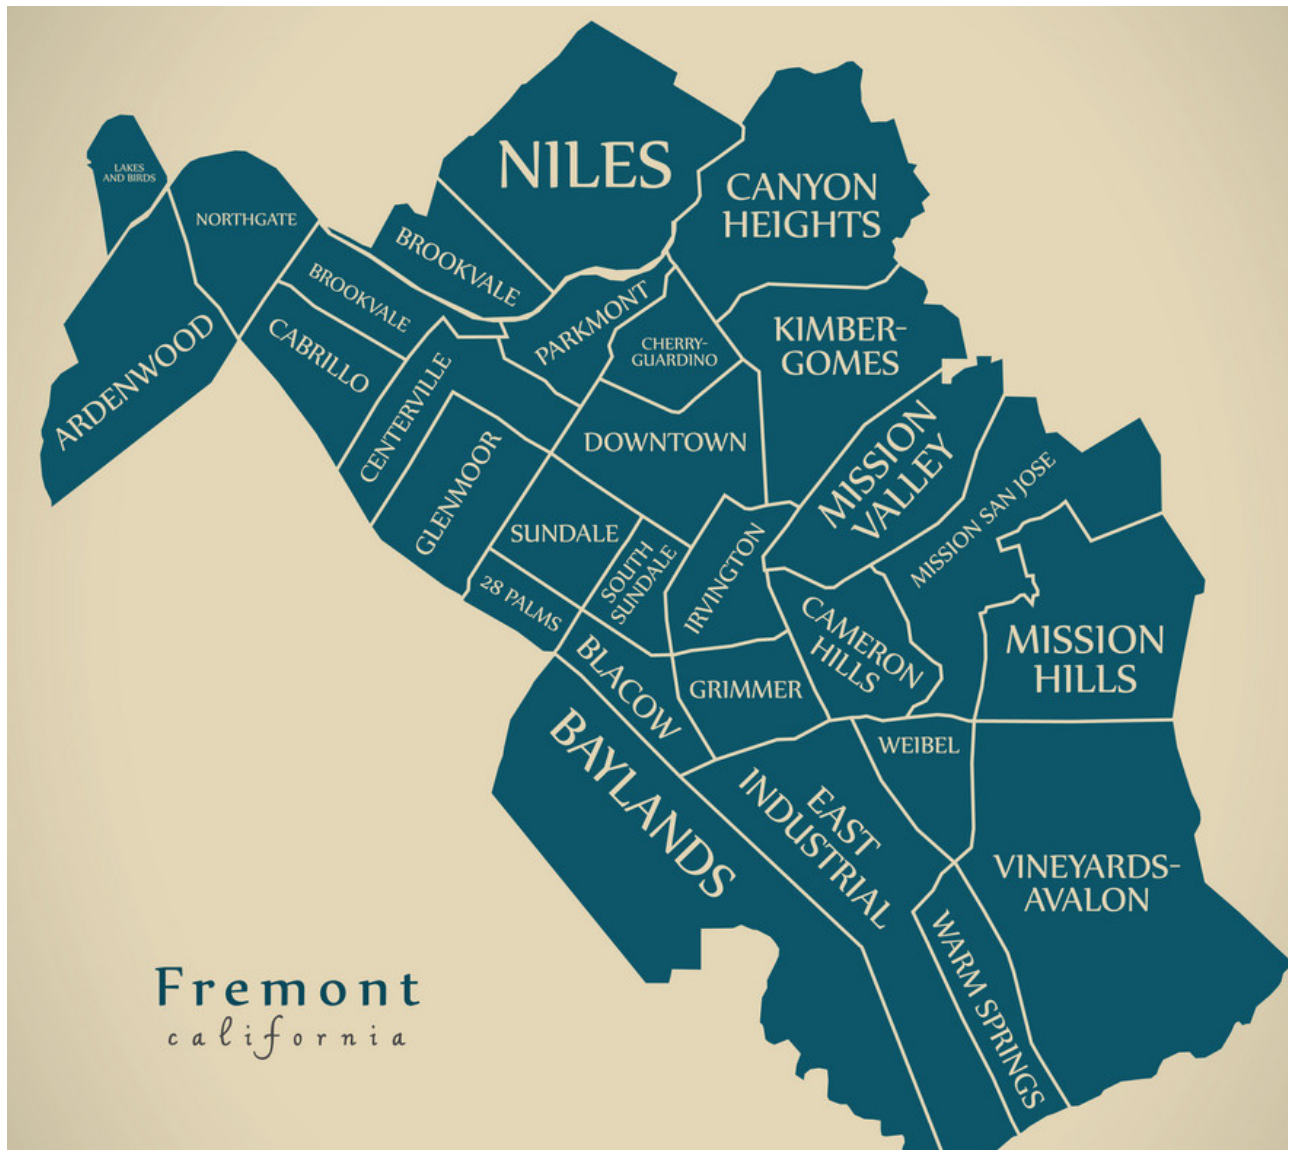 NILES
LAKES
AND BIRDS
CANYON
HEIGHTS
NORTHGATE
BROOKVALE
BROOKVALE
PARKMONT
KIMBER-
GOMES
CABRILLO
CHERRY-
GUARDINO
ARDENWOOD
CENTERVILLE
DOWNTOWN
MISSION
VALLEY
GLENMOOR
MISSION SAN JOSE
SUNDALE
SOUTH
SUNDALE
IRVINGTON
28 PALMS
CAMERON
HILLS
MISSION
HILLS
BLACOW
GRIMMER
WEIBEL
BAYLANDS
EAST
INDUSTRIAL
VINEYARDS-
AVALON
WARM SPRINGS
Fremont
california